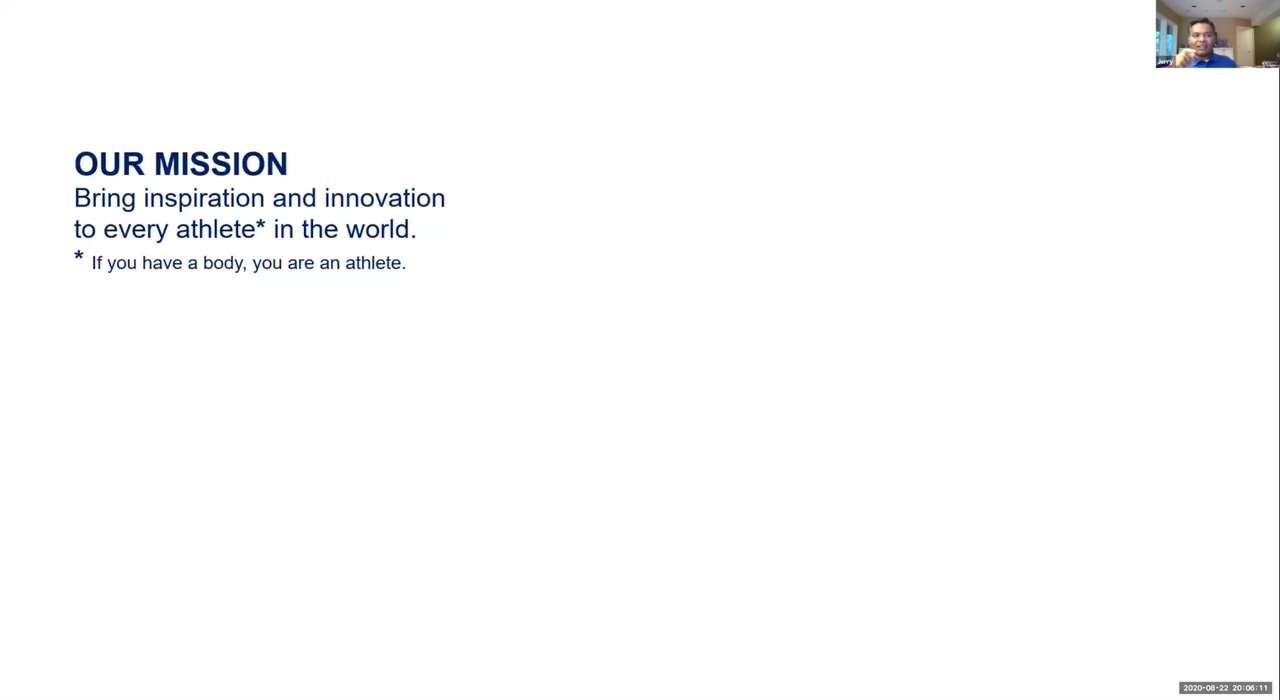 Jerry
OUR MISSION
Bring inspiration and innovation
to every athlete* in the world.
* If you have a body, you are an athlete.
2020-08-22 20:06:11